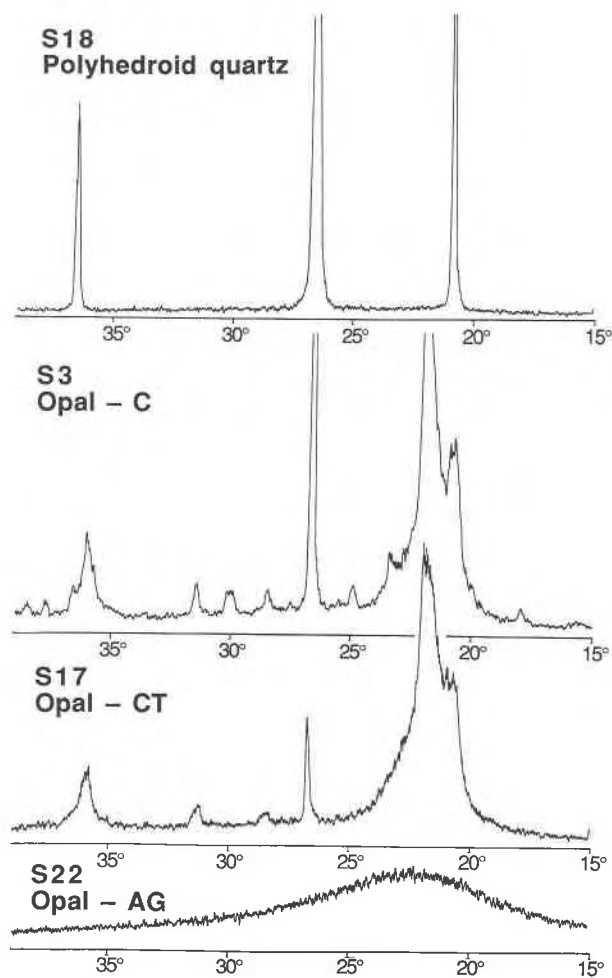 S18
Polyhedroid quartz
35° 30° 25° 20° 15°
S3
Opal – C
35° 30° 25° 20° 15°
S17
Opal – CT
35° 30° 25° 20° 15°
S22
Opal – AG
35° 30° 25° 20° 15°